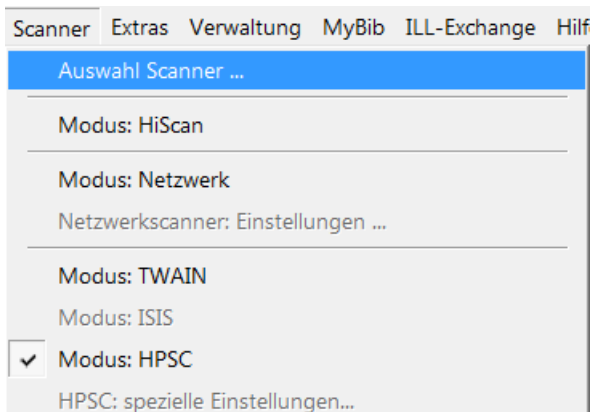 Scanner Extras Verwaltung MyBib ILL-Exchange Hilf
Auswahl Scanner ...
Modus: HiScan
Modus: Netzwerk
Netzwerkscanner: Einstellungen ...
Modus: TWAIN
Modus: ISIS
Modus: HPSC
HPSC: spezielle Einstellungen...